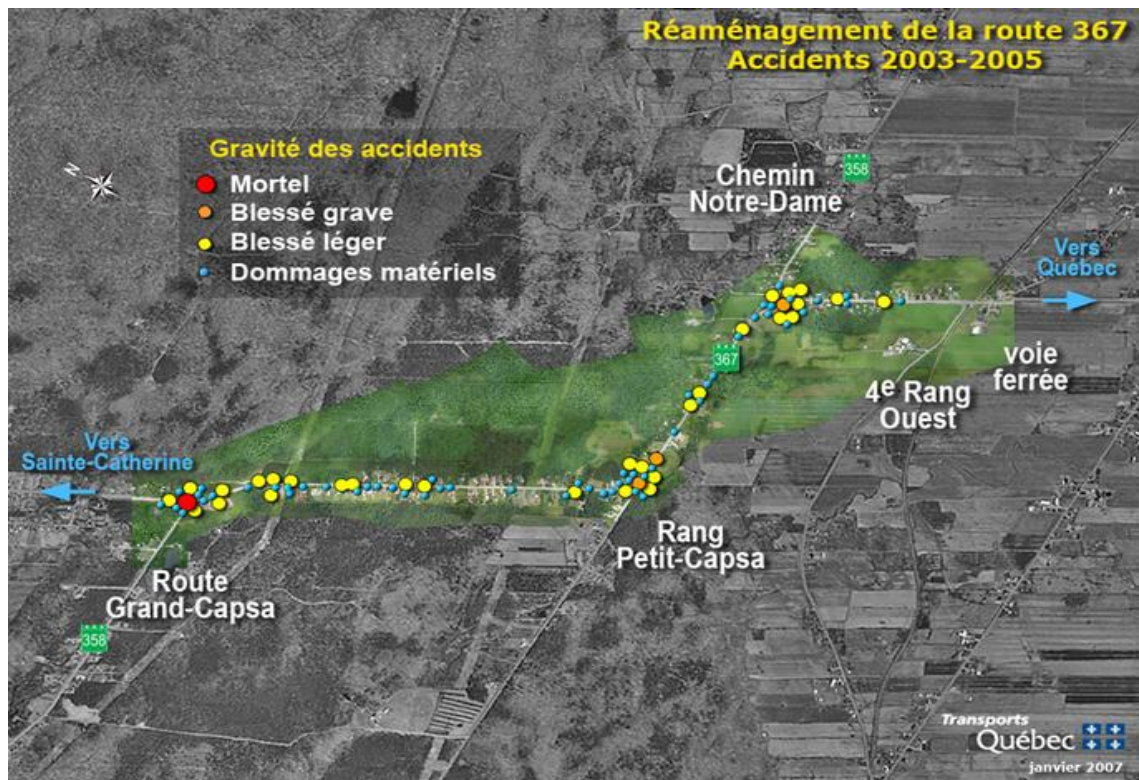 Réaménagement de la route 367
Accidents 2003-2005
Gravité des accidents
Mortel
Blessé grave
Blessé léger
Dommages matériels
N
Chemin
Notre-Dame
358
Vers
Québec
367
voie
ferrée
4e Rang
Ouest
Vers
Sainte-Catherine
Rang
Petit-Capsa
Route
Grand-Capsa
358
Transports
Québec
janvier 2007